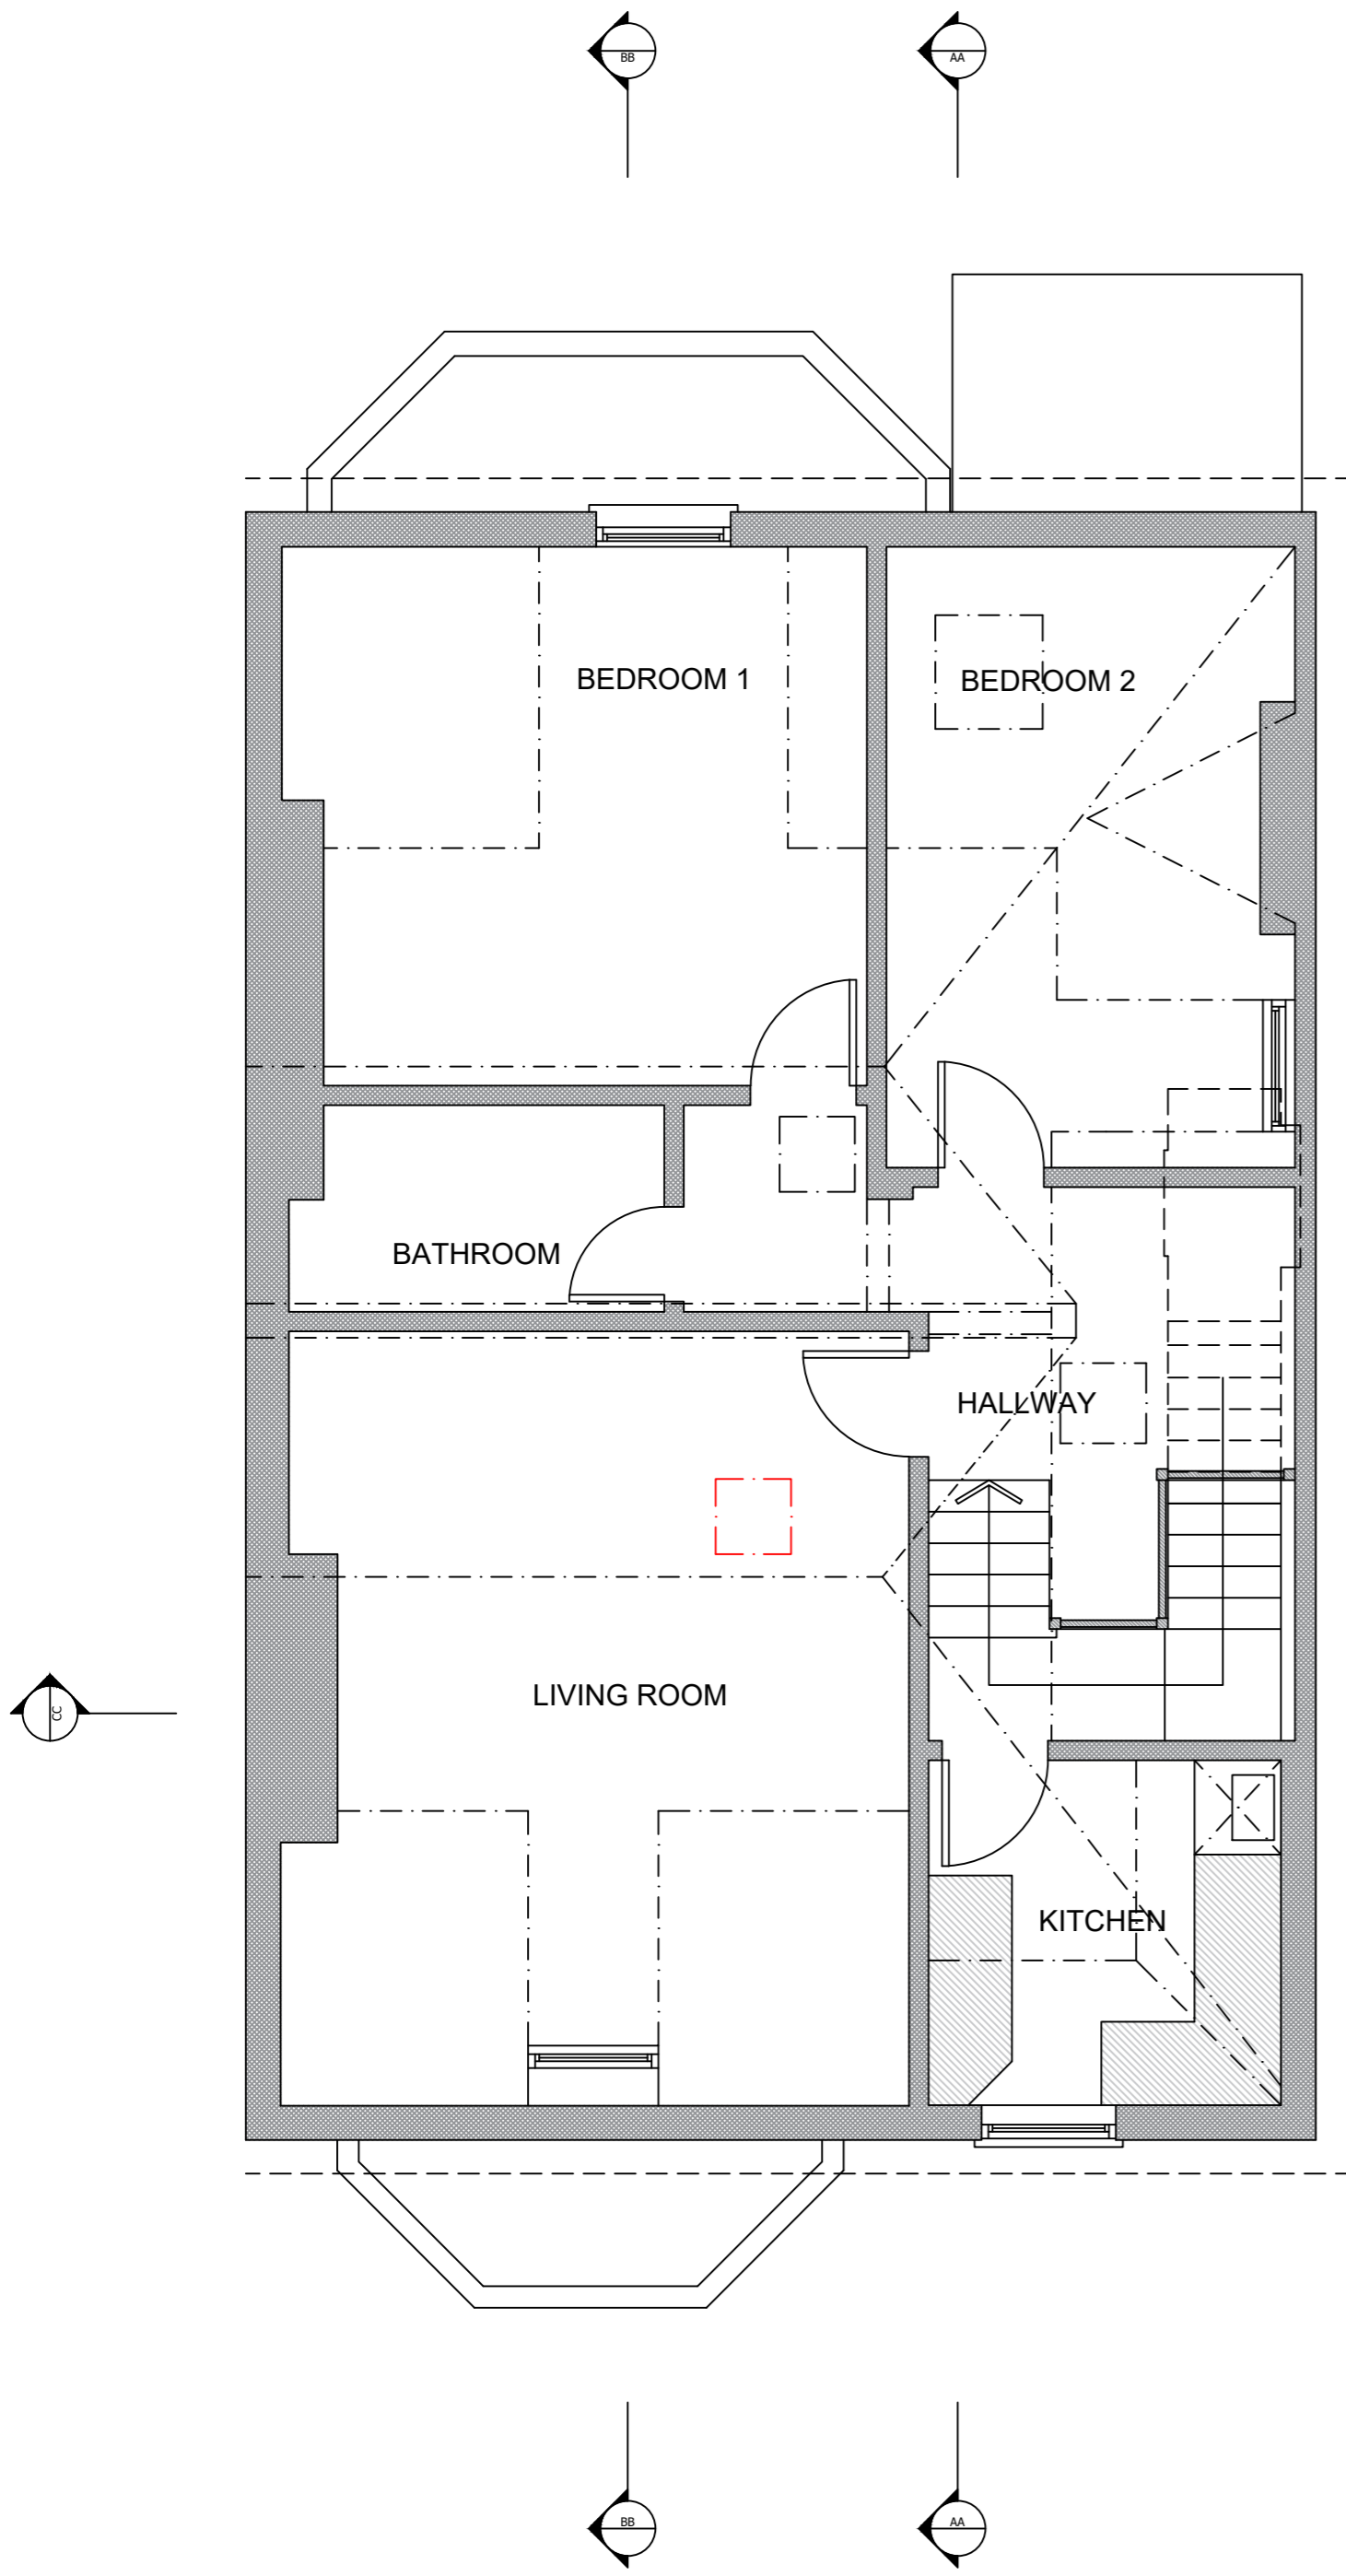 BB
AA
BEDROOM 1
BEDROOM 2
BATHROOM
HALLWAY
LIVING ROOM
CC
KITCHEN
BB
AA